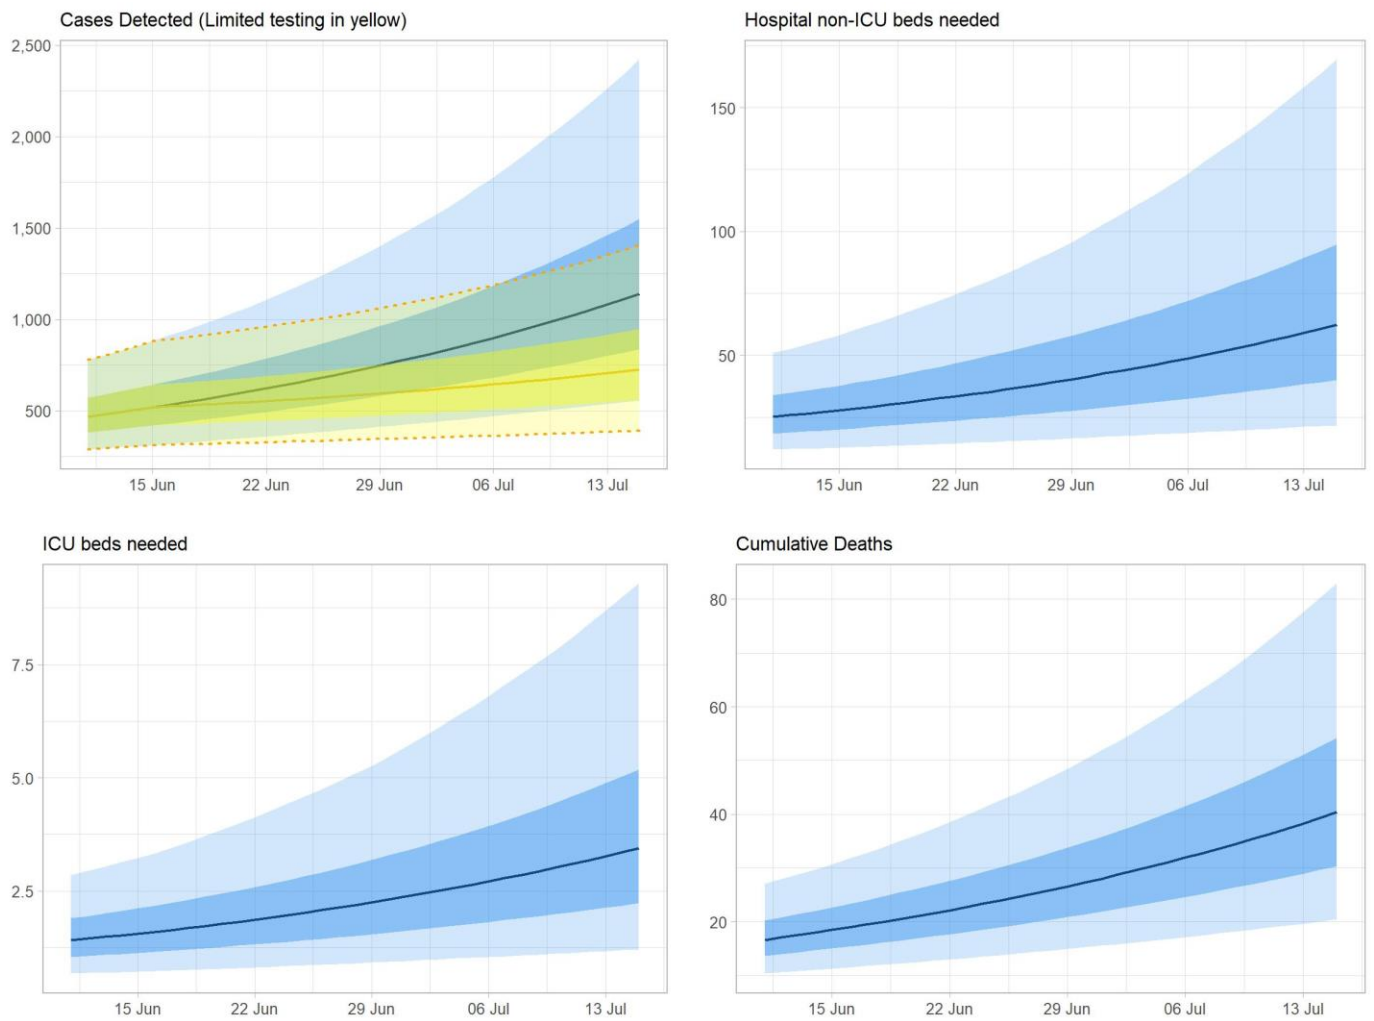 Cases Detected (Limited testing in yellow)
2,500
2,000
1,500
1,000
500
15 Jun 22 Jun 29 Jun 06 Jul 13 Jul
Hospital non-ICU beds needed
150
100
50
15 Jun 22 Jun 29 Jun 06 Jul 13 Jul
ICU beds needed
7.5
5.0
2.5
15 Jun 22 Jun 29 Jun 06 Jul 13 Jul
Cumulative Deaths
80
60
40
20
15 Jun 22 Jun 29 Jun 06 Jul 13 Jul